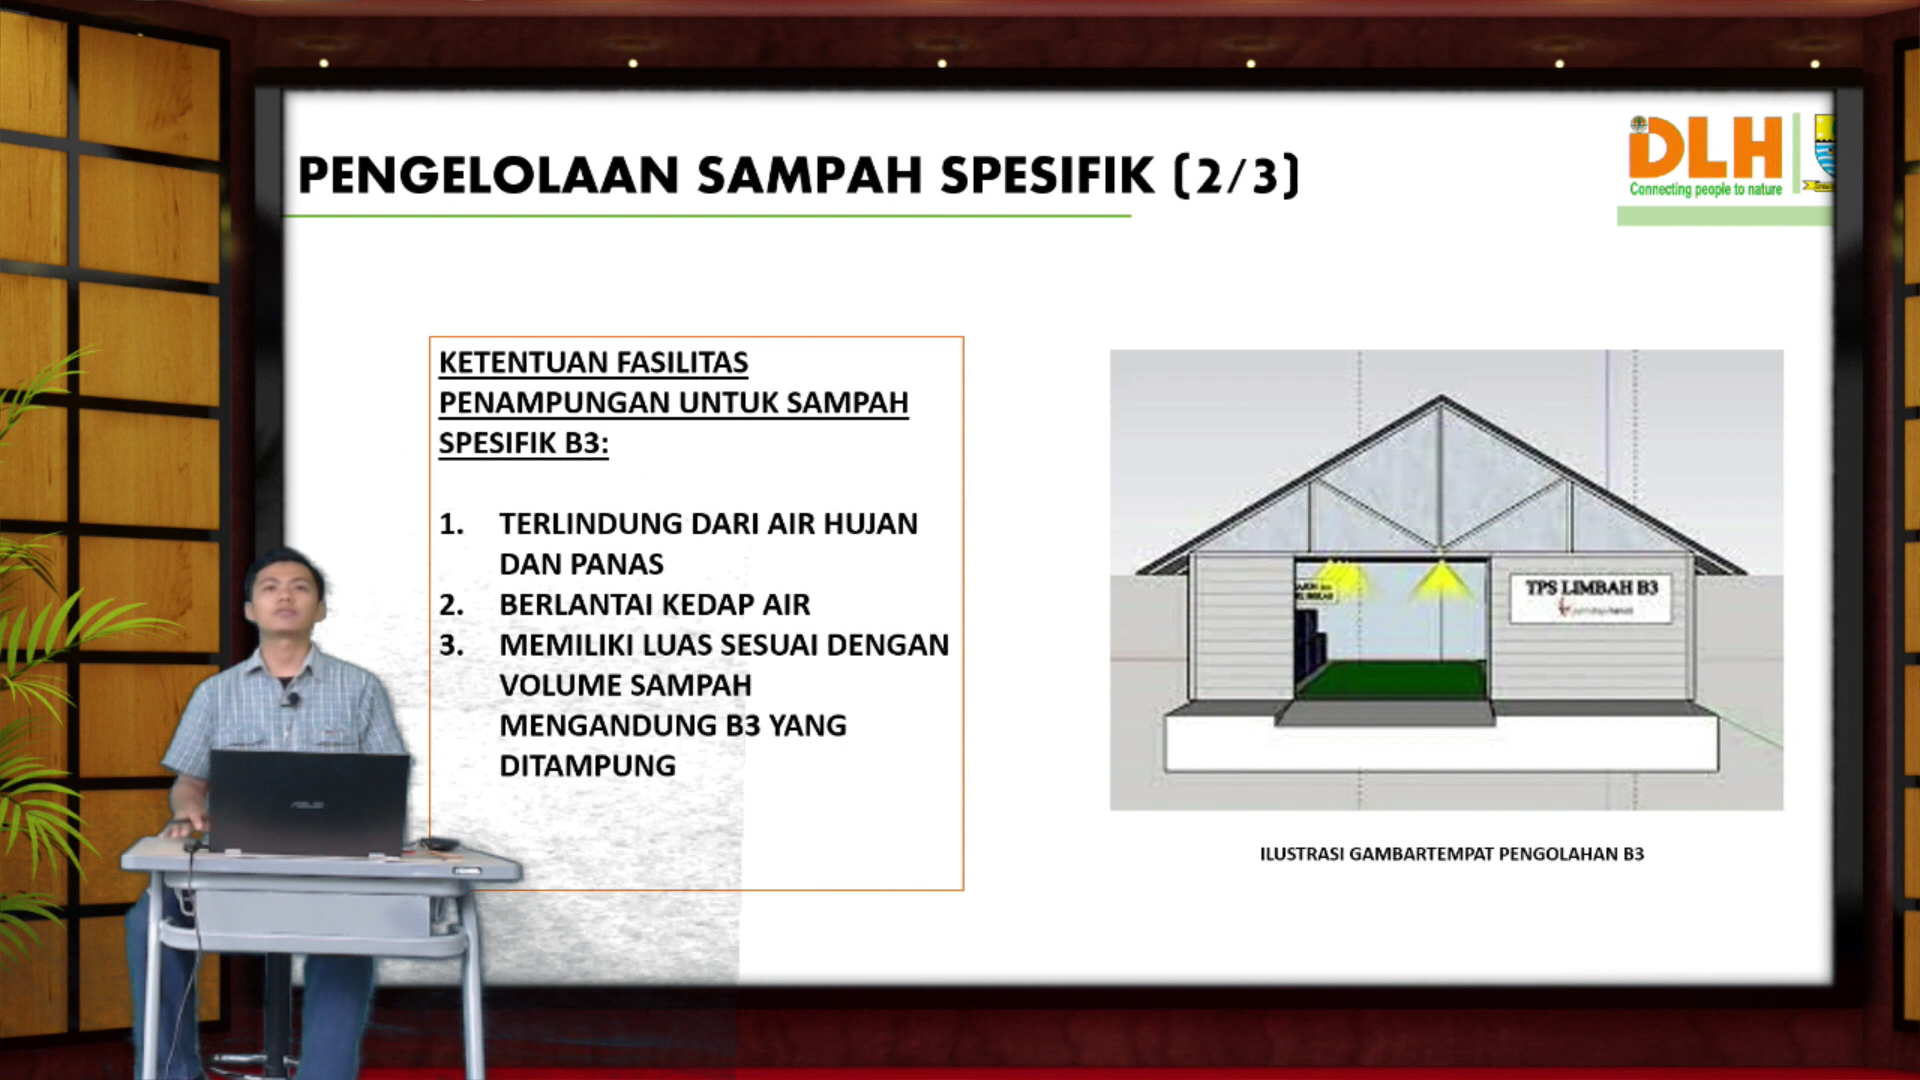 PENGELOLAAN SAMPAH SPESIFIK (2/3)
DLH
Connecting people to nature
KETENTUAN FASILITAS
PENAMPUNGAN UNTUK SAMPAH
SPESIFIK B3:
1. TERLINDUNG DARI AIR HUJAN
DAN PANAS
2. BERLANTAI KEDAP AIR
3. MEMILIKI LUAS SESUAI DENGAN
VOLUME SAMPAH
MENGANDUNG B3 YANG
DITAMPUNG
TPS LIMBAH B3
ILUSTRASI GAMBARTEMPAT PENGOLAHAN B3
ASUS